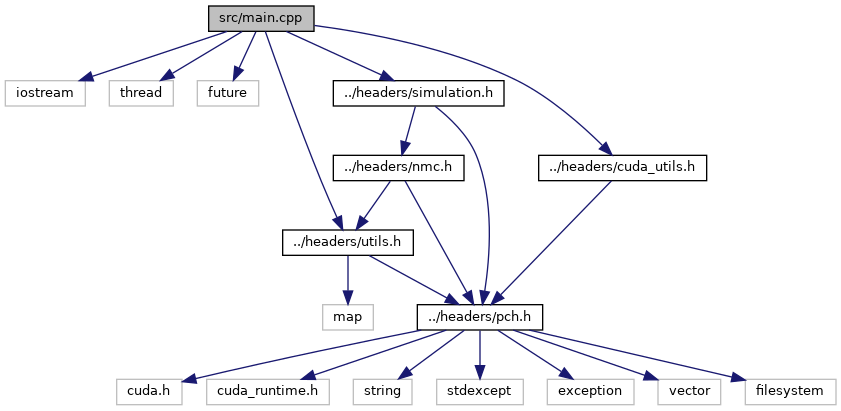 src/main.cpp
iostream
thread
future
../headers/simulation.h
../headers/nmc.h
../headers/cuda_utils.h
../headers/utils.h
map
../headers/pch.h
cuda.h
cuda_runtime.h
string
stdexcept
exception
vector
filesystem